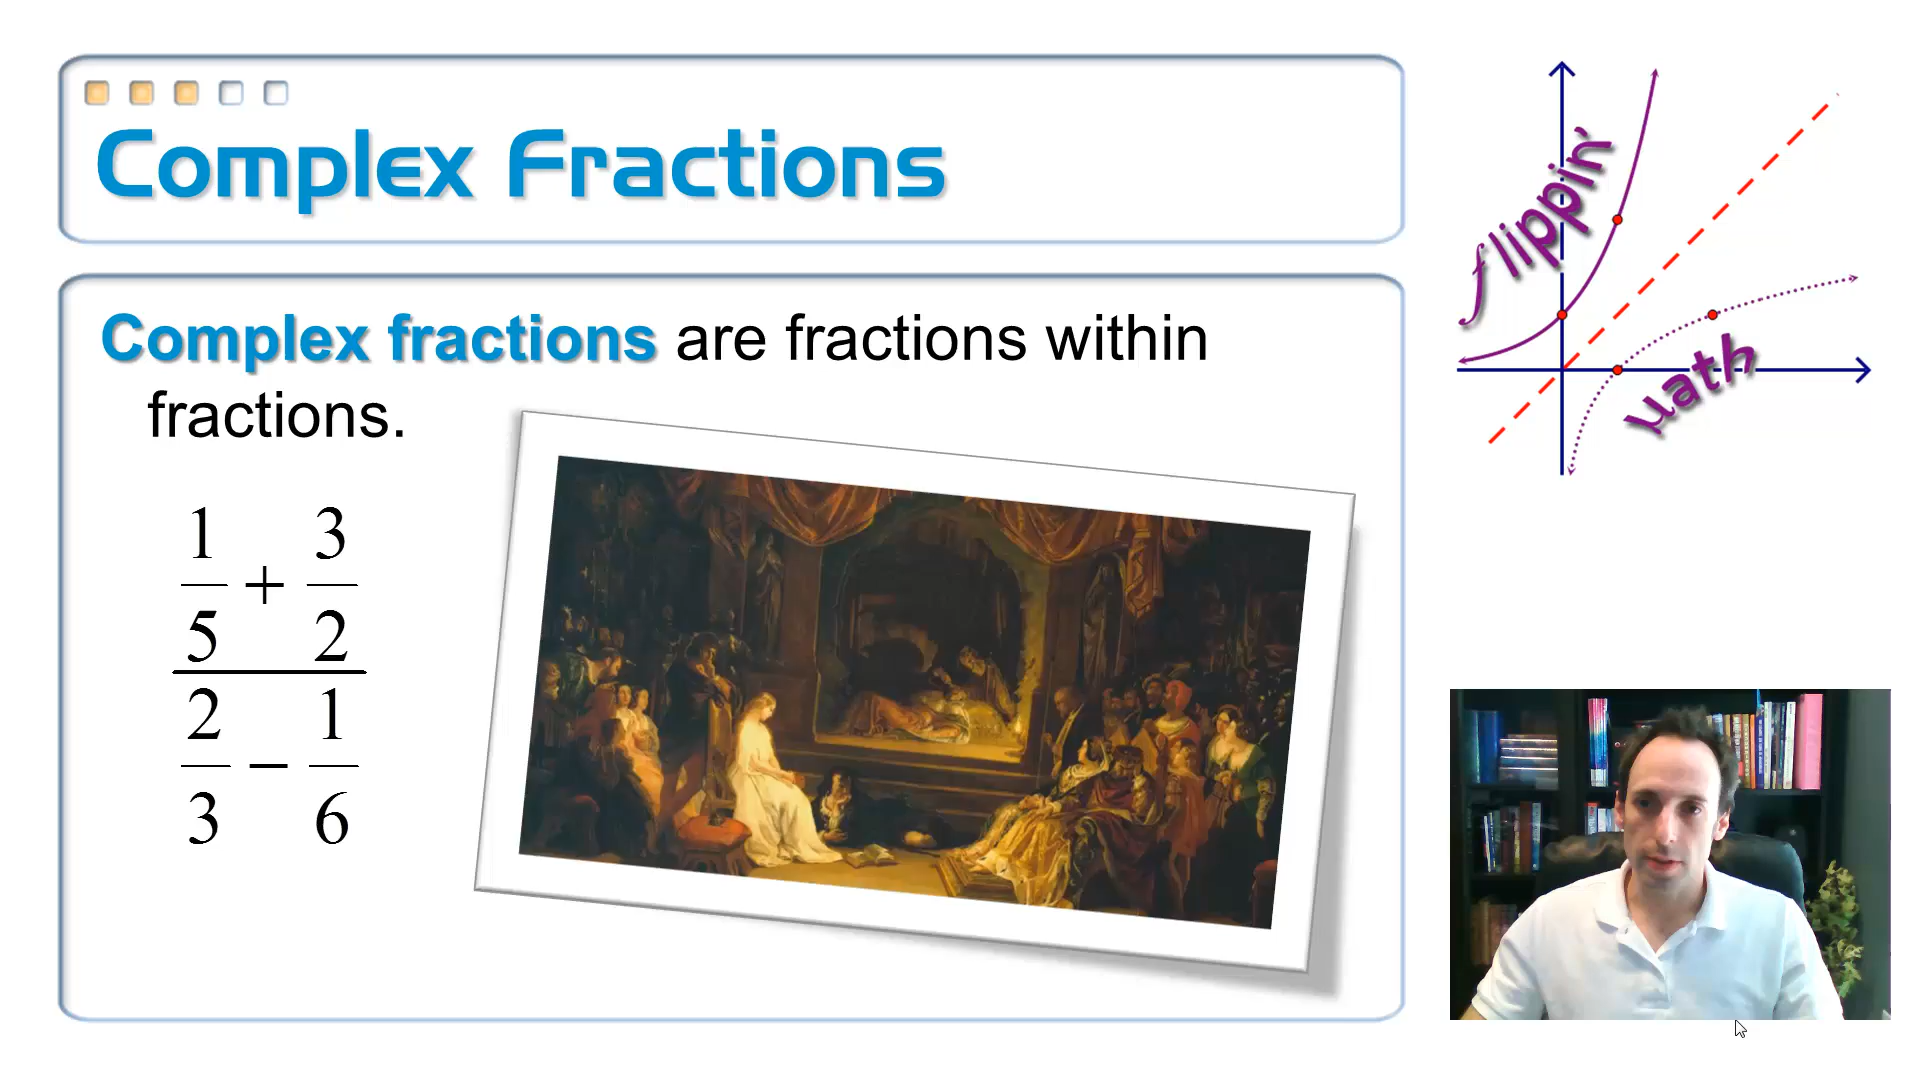 Complex Fractions
Complex fractions are fractions within
fractions.
1/5 + 3/2
2/3 − 1/6
flippin'
math